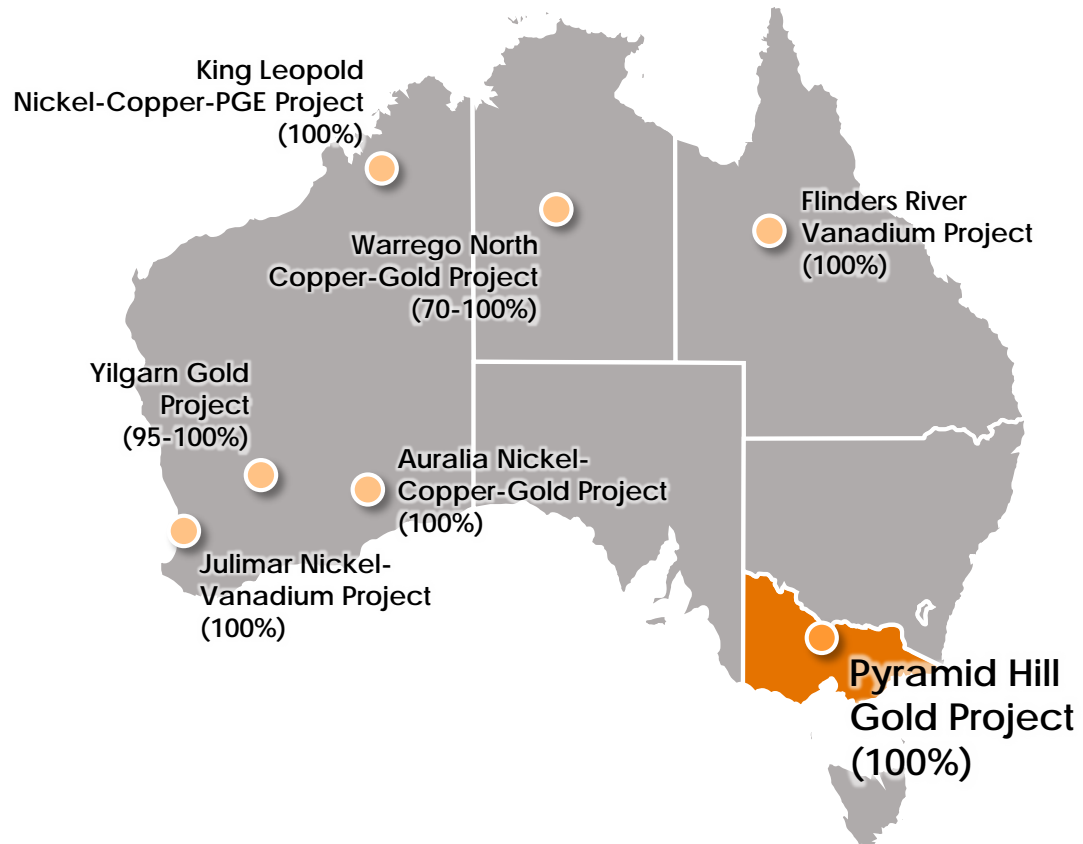 King Leopold
Nickel-Copper-PGE Project
(100%)
Warrego North
Copper-Gold Project
(70-100%)
Flinders River
Vanadium Project
(100%)
Yilgarn Gold
Project
(95-100%)
Auralia Nickel-
Copper-Gold Project
(100%)
Julimar Nickel-
Vanadium Project
(100%)
Pyramid Hill
Gold Project
(100%)